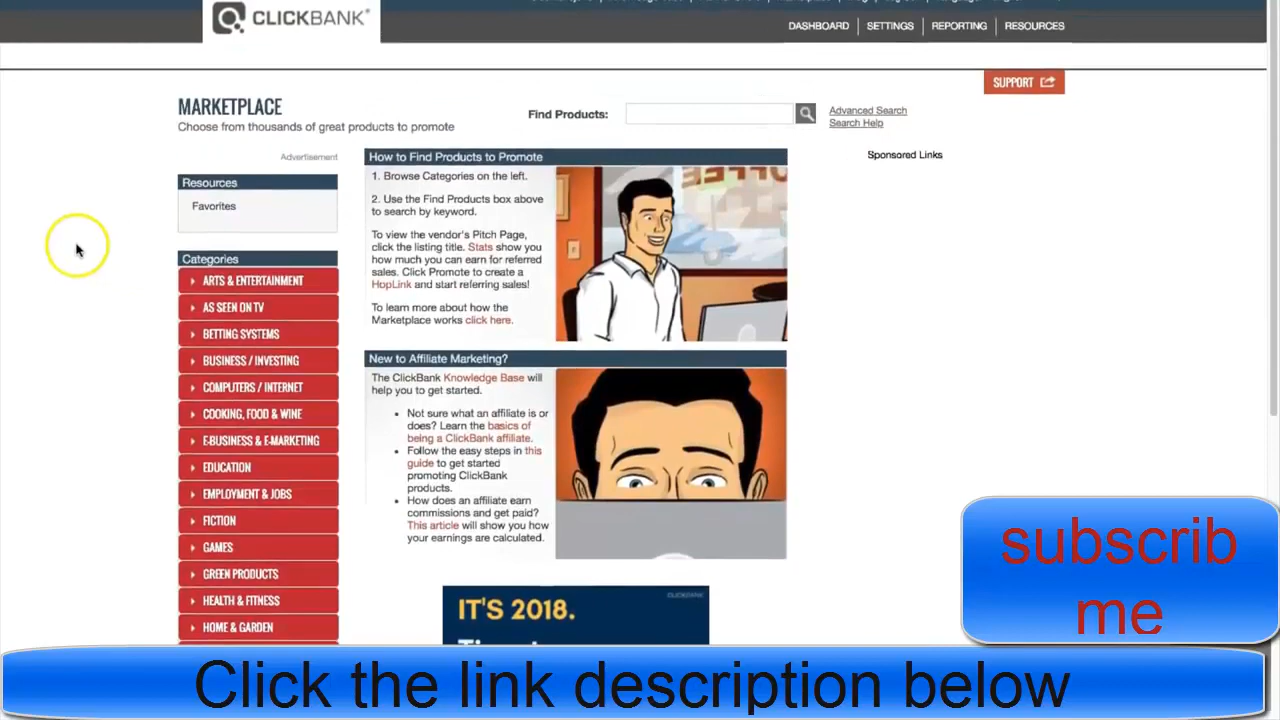 CLICKBANK
DASHBOARD
SETTINGS
REPORTING
RESOURCES
SUPPORT
MARKETPLACE
Choose from thousands of great products to promote
Find Products:
Advanced Search
Search Help
Advertisement
Sponsored Links
Resources
Favorites
Categories
ARTS & ENTERTAINMENT
AS SEEN ON TV
BETTING SYSTEMS
BUSINESS / INVESTING
COMPUTERS / INTERNET
COOKING, FOOD & WINE
E-BUSINESS & E-MARKETING
EDUCATION
EMPLOYMENT & JOBS
FICTION
GAMES
GREEN PRODUCTS
HEALTH & FITNESS
HOME & GARDEN
How to Find Products to Promote
1. Browse Categories on the left.
2. Use the Find Products box above
to search by keyword.
To view the vendor's Pitch Page,
click the listing title. Stats show you
how much you can earn for referred
sales. Click Promote to create a
HopLink and start referring sales!
To learn more about how the
Marketplace works click here.
New to Affiliate Marketing?
The ClickBank Knowledge Base will
help you to get started.
• Not sure what an affiliate is or
does? Learn the basics of
being a ClickBank affiliate.
• Follow the easy steps in this
guide to get started
promoting ClickBank
products.
• How does an affiliate earn
commissions and get paid?
This article will show you how
your earnings are calculated.
CLICKBANK
IT'S 2018.
subscrib
me
Click the link description below